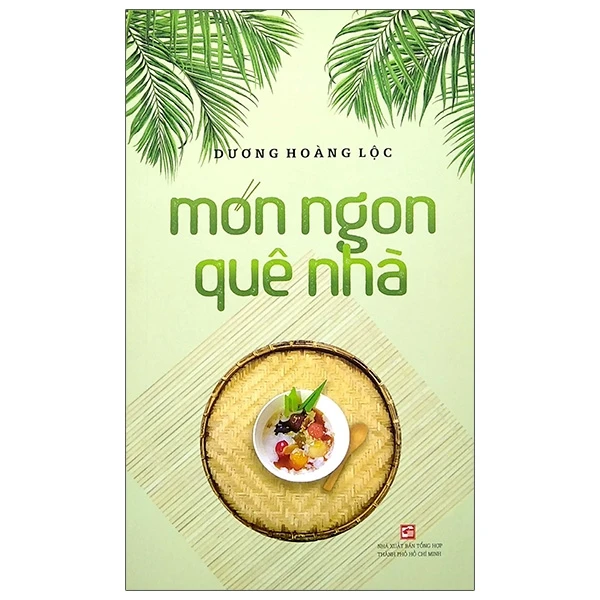 DƯƠNG HOÀNG LỘC
món ngon
quê nhà
NHÀ XUẤT BẢN TỔNG HỢP
THÀNH PHỐ HỒ CHÍ MINH